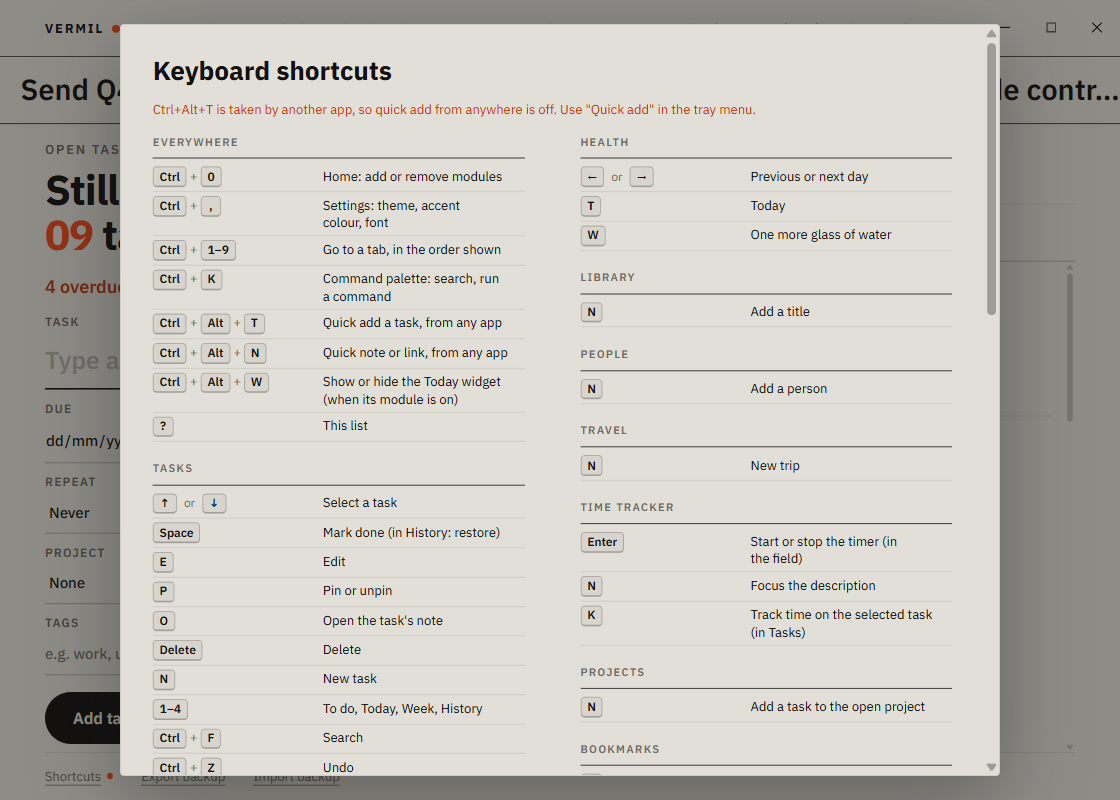 VERMIL
Send Q
le contr...
OPEN TAS
Still
09 ta
4 overdu
TASK
Type a
DUE
dd/mm/yy
REPEAT
Never
PROJECT
None
TAGS
e.g. work, u
Add ta
Shortcuts
Export backup
Import backup
Keyboard shortcuts
Ctrl+Alt+T is taken by another app, so quick add from anywhere is off. Use "Quick add" in the tray menu.
EVERYWHERE
Ctrl + 0 Home: add or remove modules
Ctrl + , Settings: theme, accent
colour, font
Ctrl + 1–9 Go to a tab, in the order shown
Ctrl + K Command palette: search, run
a command
Ctrl + Alt + T Quick add a task, from any app
Ctrl + Alt + N Quick note or link, from any app
Ctrl + Alt + W Show or hide the Today widget
(when its module is on)
? This list
TASKS
↑ or ↓ Select a task
Space Mark done (in History: restore)
E Edit
P Pin or unpin
O Open the task's note
Delete Delete
N New task
1–4 To do, Today, Week, History
Ctrl + F Search
Ctrl + Z Undo
HEALTH
← or → Previous or next day
T Today
W One more glass of water
LIBRARY
N Add a title
PEOPLE
N Add a person
TRAVEL
N New trip
TIME TRACKER
Enter Start or stop the timer (in
the field)
N Focus the description
K Track time on the selected task
(in Tasks)
PROJECTS
N Add a task to the open project
BOOKMARKS